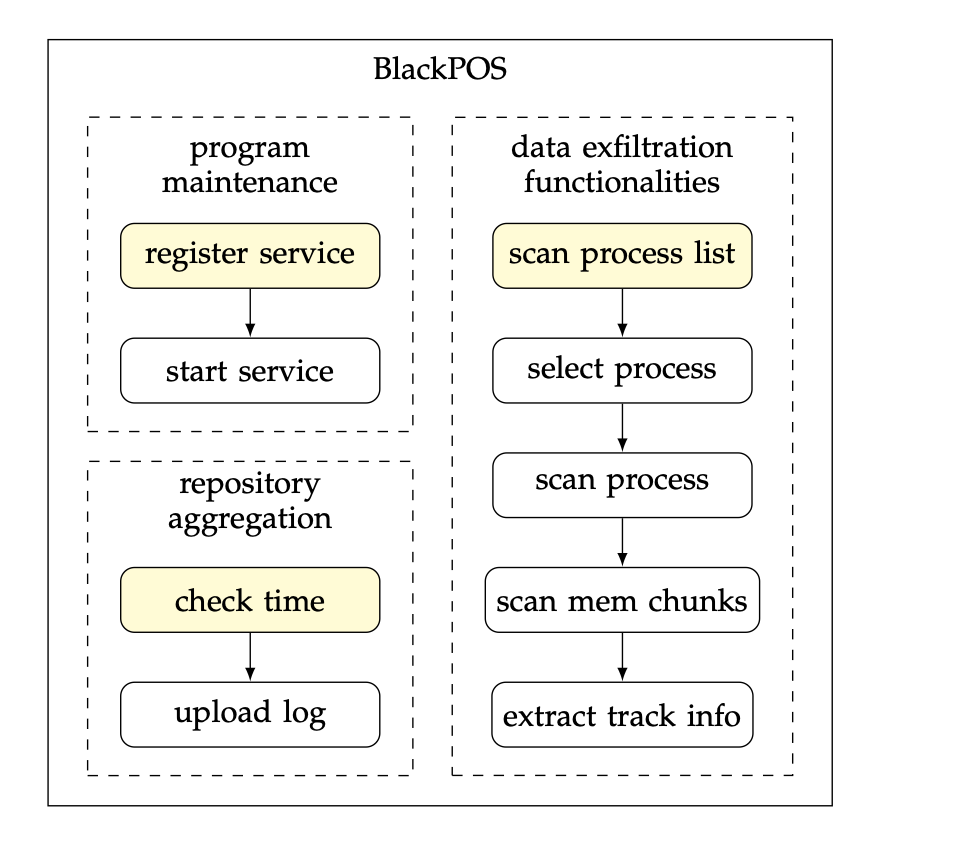 BlackPOS
program
maintenance
register service
start service
repository
aggregation
check time
upload log
data exfiltration
functionalities
scan process list
select process
scan process
scan mem chunks
extract track info